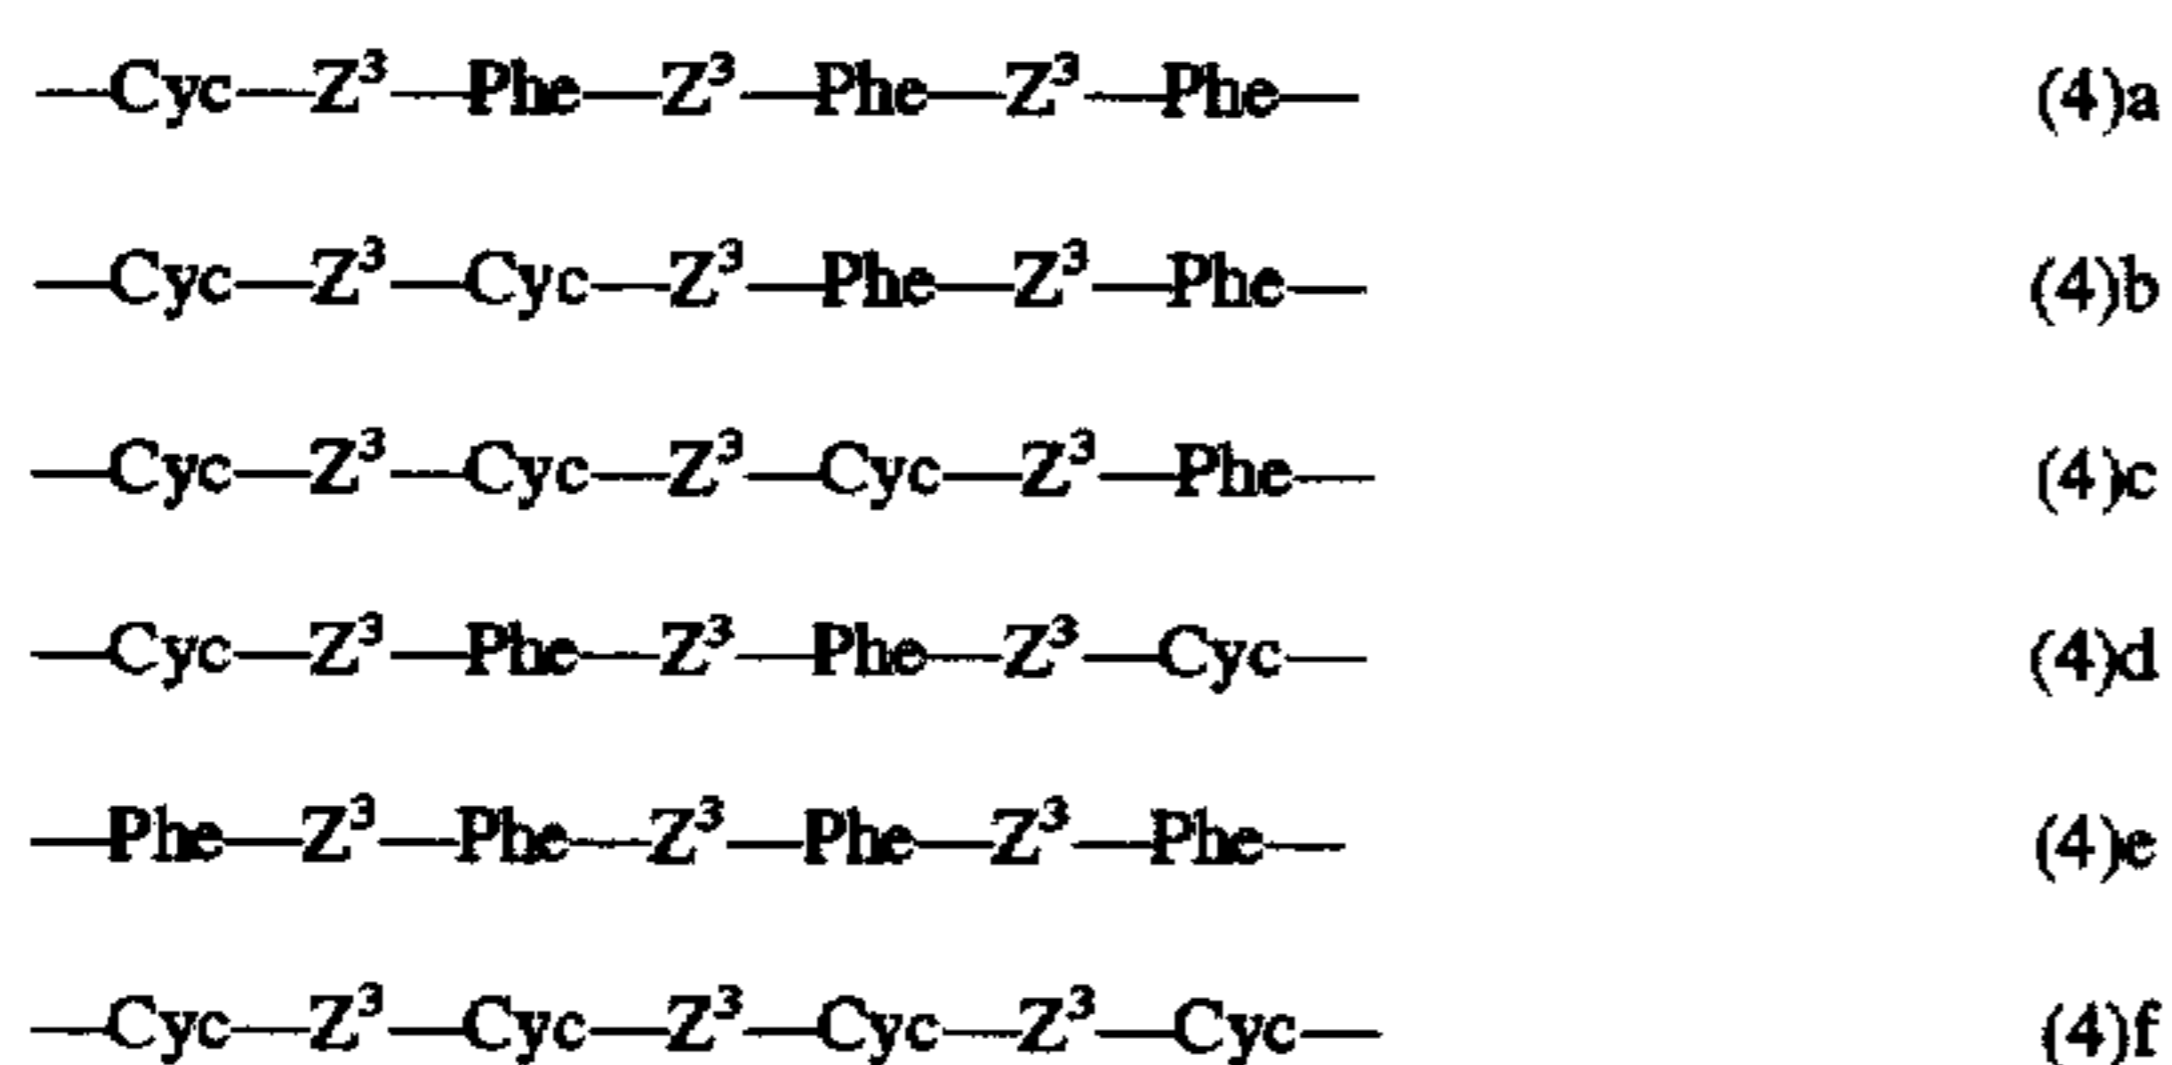 —Cyc—Z³—Phe—Z³—Phe—Z³—Phe— (4)a
—Cyc—Z³—Cyc—Z³—Phe—Z³—Phe— (4)b
—Cyc—Z³—Cyc—Z³—Cyc—Z³—Phe— (4)c
—Cyc—Z³—Phe—Z³—Phe—Z³—Cyc— (4)d
—Phe—Z³—Phe—Z³—Phe—Z³—Phe— (4)e
—Cyc—Z³—Cyc—Z³—Cyc—Z³—Cyc— (4)f